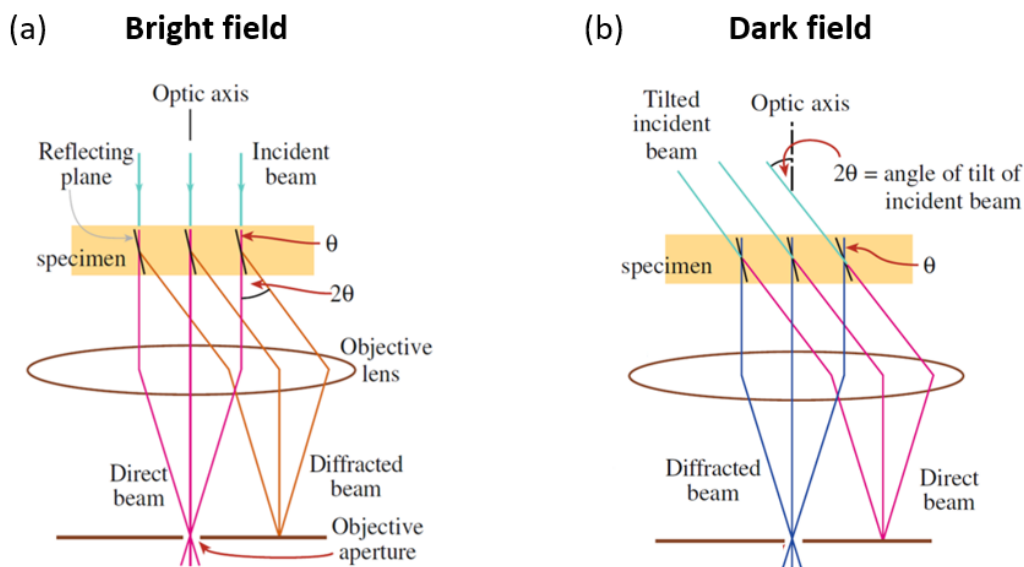 (a) Bright field
Optic axis
Reflecting
plane
Incident
beam
θ
specimen
2θ
Objective
lens
Direct
beam
Diffracted
beam
Objective
aperture
(b) Dark field
Tilted
incident
beam
Optic axis
2θ = angle of tilt of
incident beam
specimen
θ
Diffracted
beam
Direct
beam